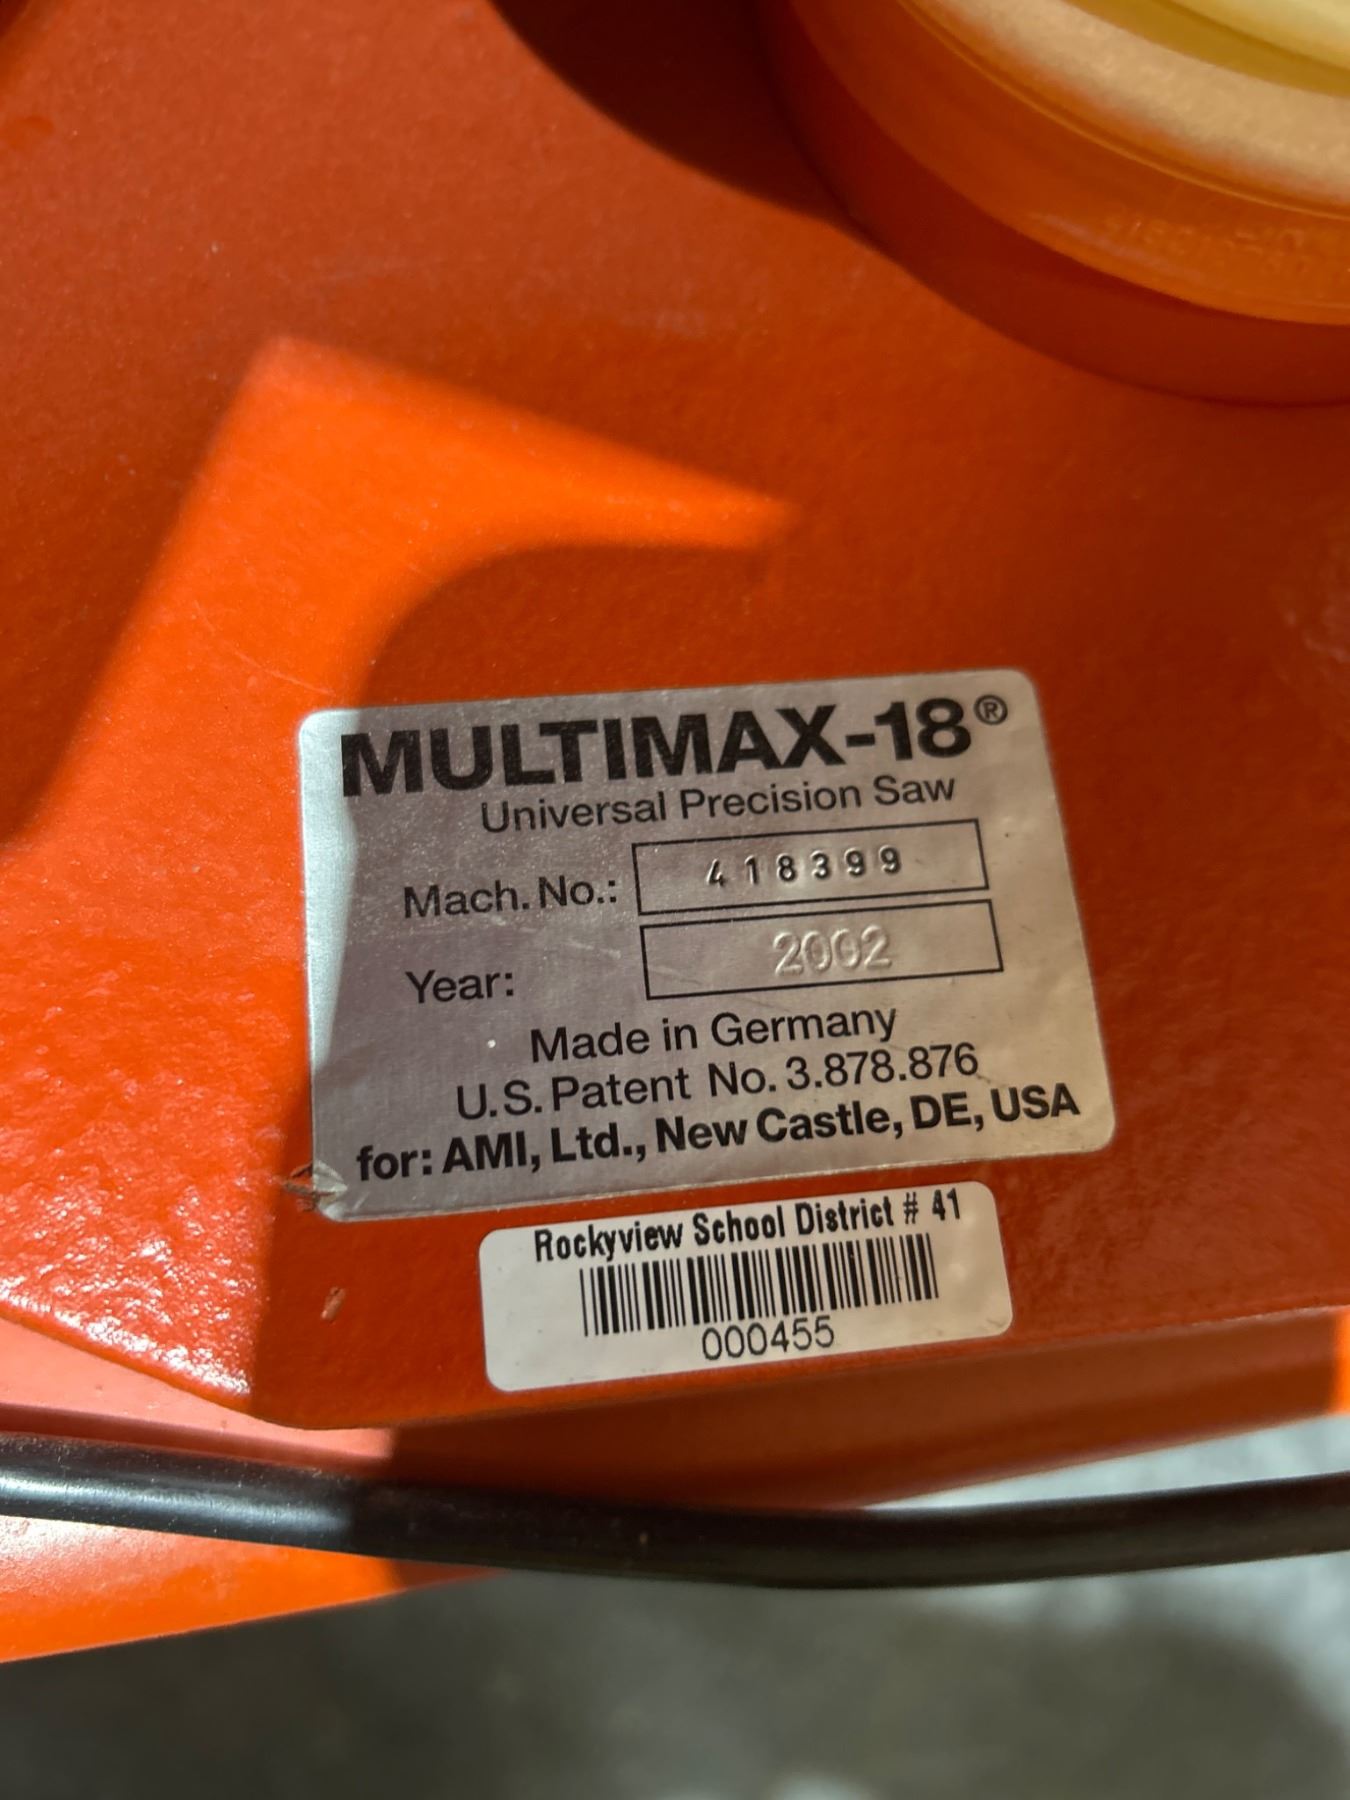 MULTIMAX-18®
Universal Precision Saw
Mach. No.: 418399
Year: 2002
Made in Germany
U.S. Patent No. 3.878.876
for: AMI, Ltd., New Castle, DE, USA
Rockyview School District # 41
000455